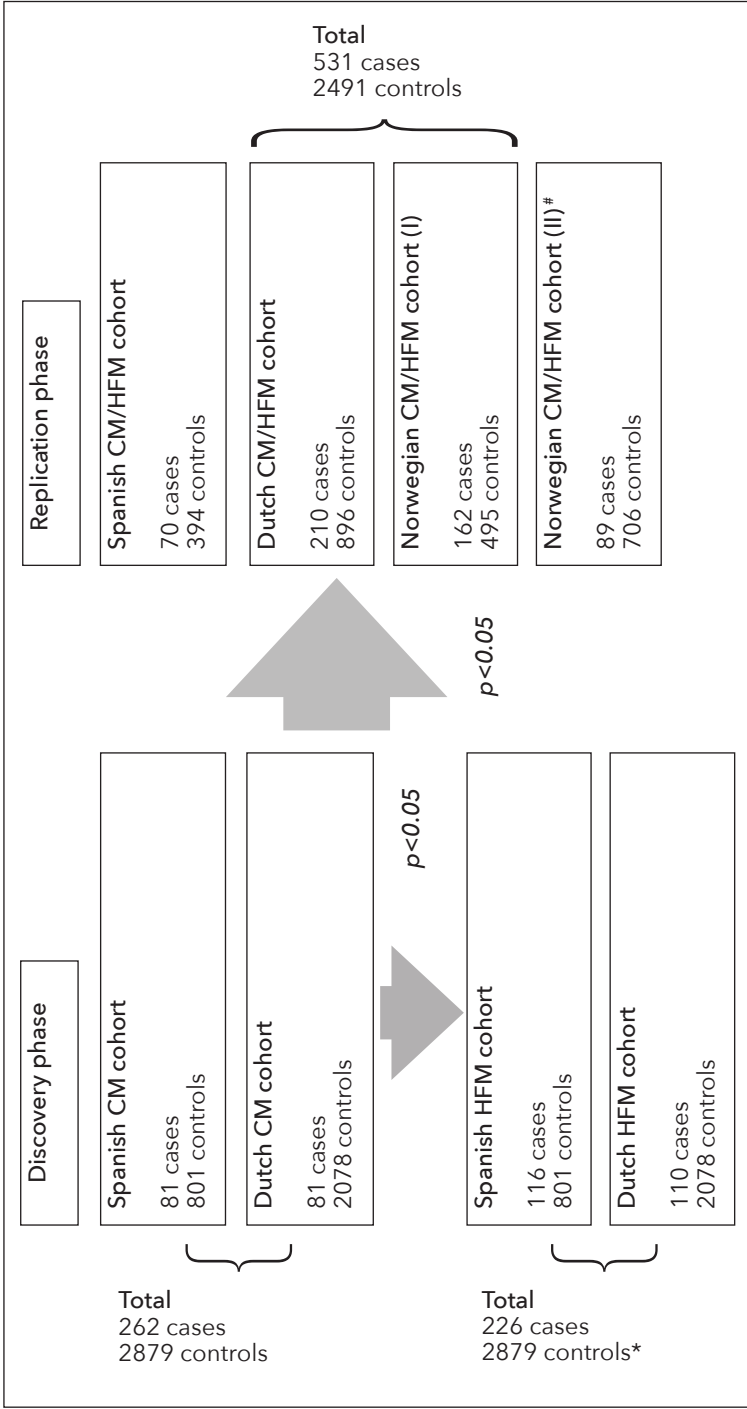 Discovery phase
Spanish CM cohort
81 cases
801 controls
Dutch CM cohort
81 cases
2078 controls
Total
262 cases
2879 controls
p<0.05
Spanish HFM cohort
116 cases
801 controls
Dutch HFM cohort
110 cases
2078 controls
Total
226 cases
2879 controls*
p<0.05
Replication phase
Spanish CM/HFM cohort
70 cases
394 controls
Dutch CM/HFM cohort
210 cases
896 controls
Norwegian CM/HFM cohort (I)
162 cases
495 controls
Norwegian CM/HFM cohort (II)#
89 cases
706 controls
Total
531 cases
2491 controls